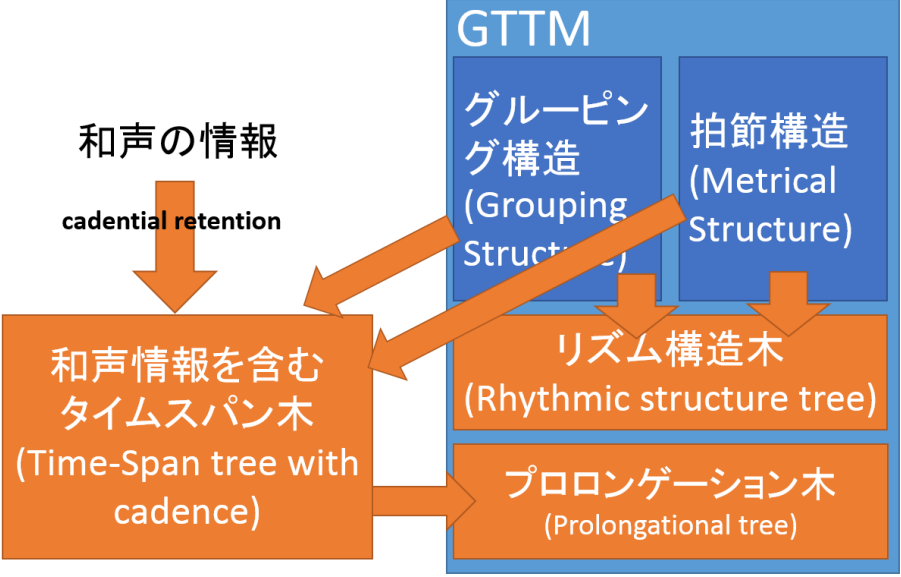 GTTM
グルーピン
グ構造
(Grouping
Structure)
拍節構造
(Metrical
Structure)
和声の情報
cadential retention
和声情報を含む
タイムスパン木
(Time-Span tree with
cadence)
リズム構造木
(Rhythmic structure tree)
プロロンゲーション木
(Prolongational tree)